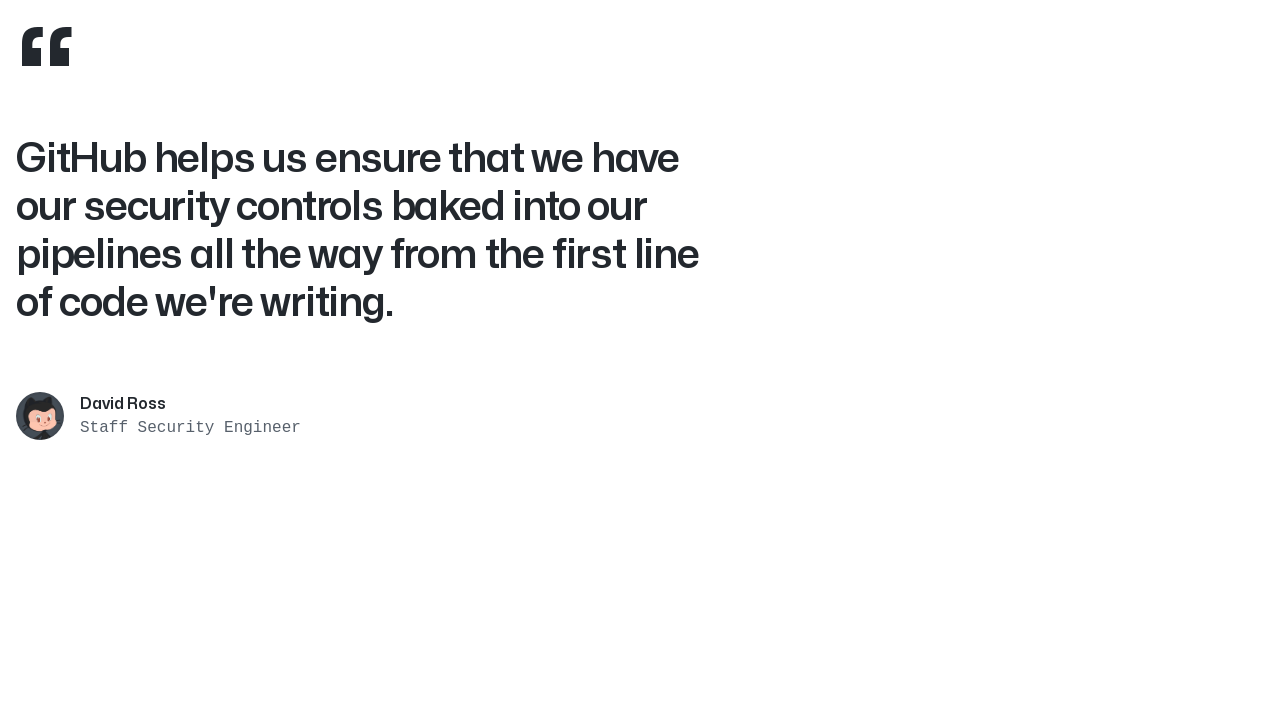 “
GitHub helps us ensure that we have
our security controls baked into our
pipelines all the way from the first line
of code we're writing.
David Ross
Staff Security Engineer